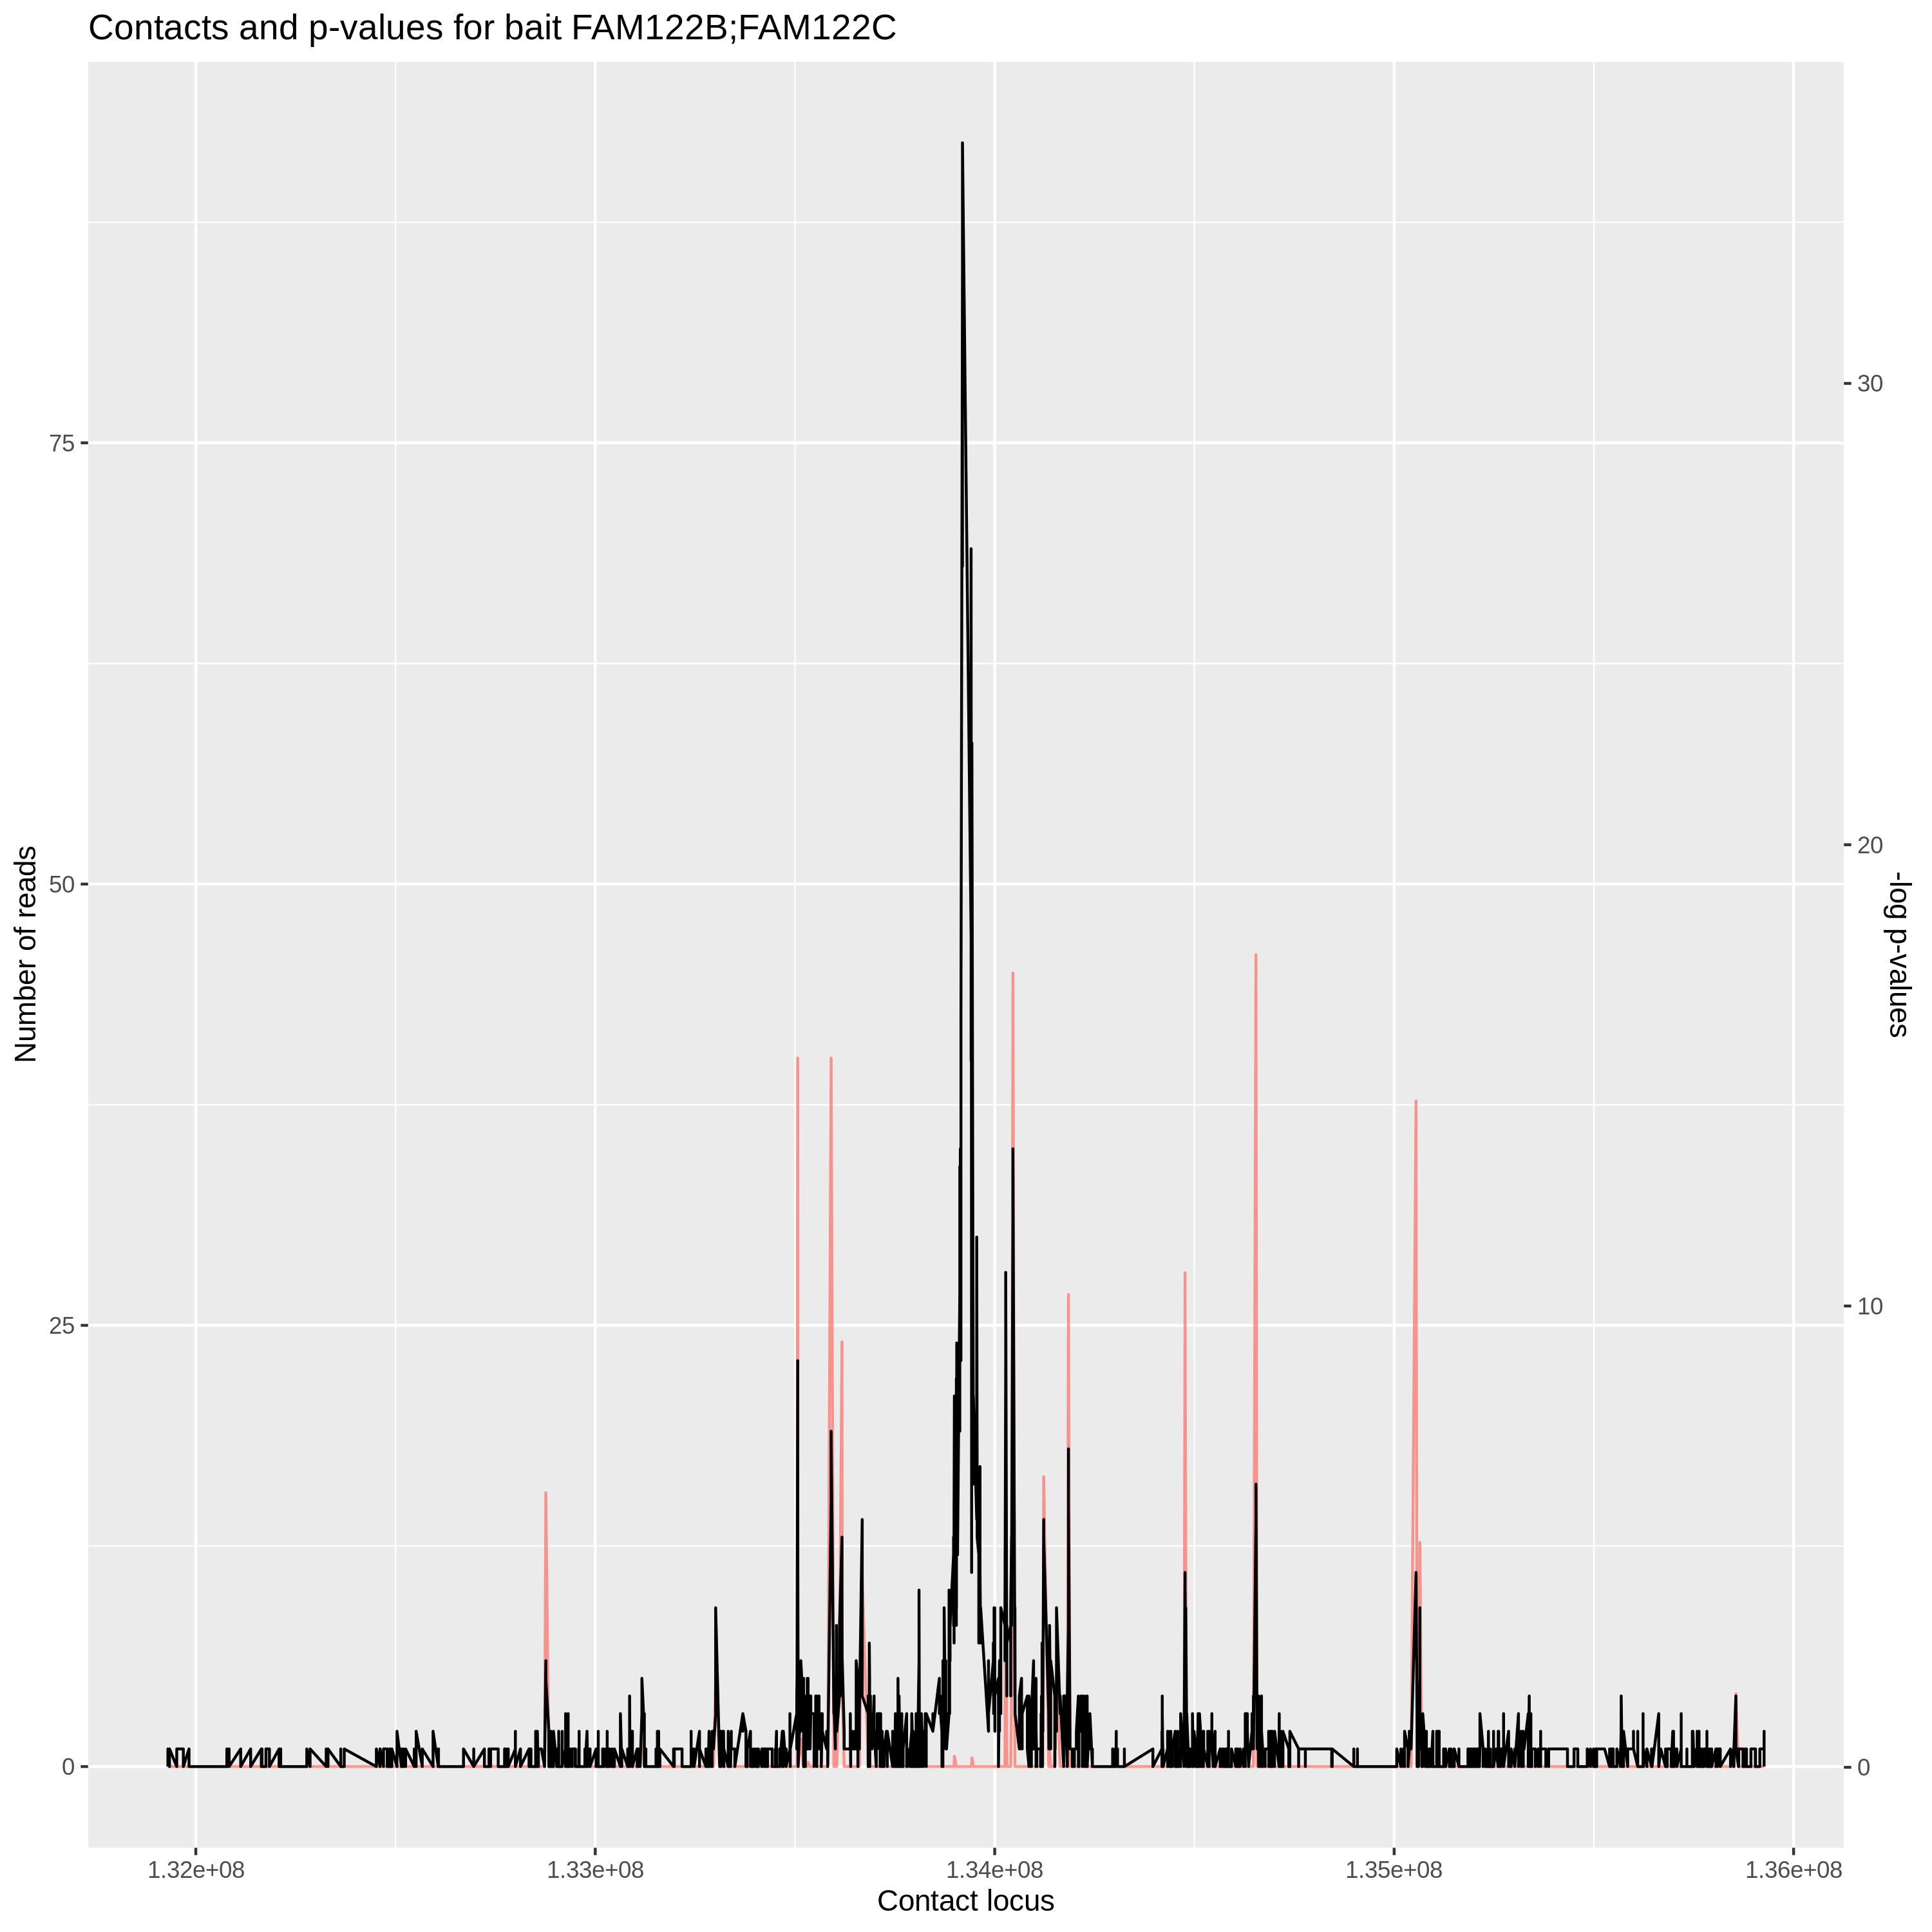 Contacts and p-values for bait FAM122B;FAM122C
75
50
25
0
Number of reads
30
20
10
0
-log p-values
1.32e+08
1.33e+08
1.34e+08
1.35e+08
1.36e+08
Contact locus